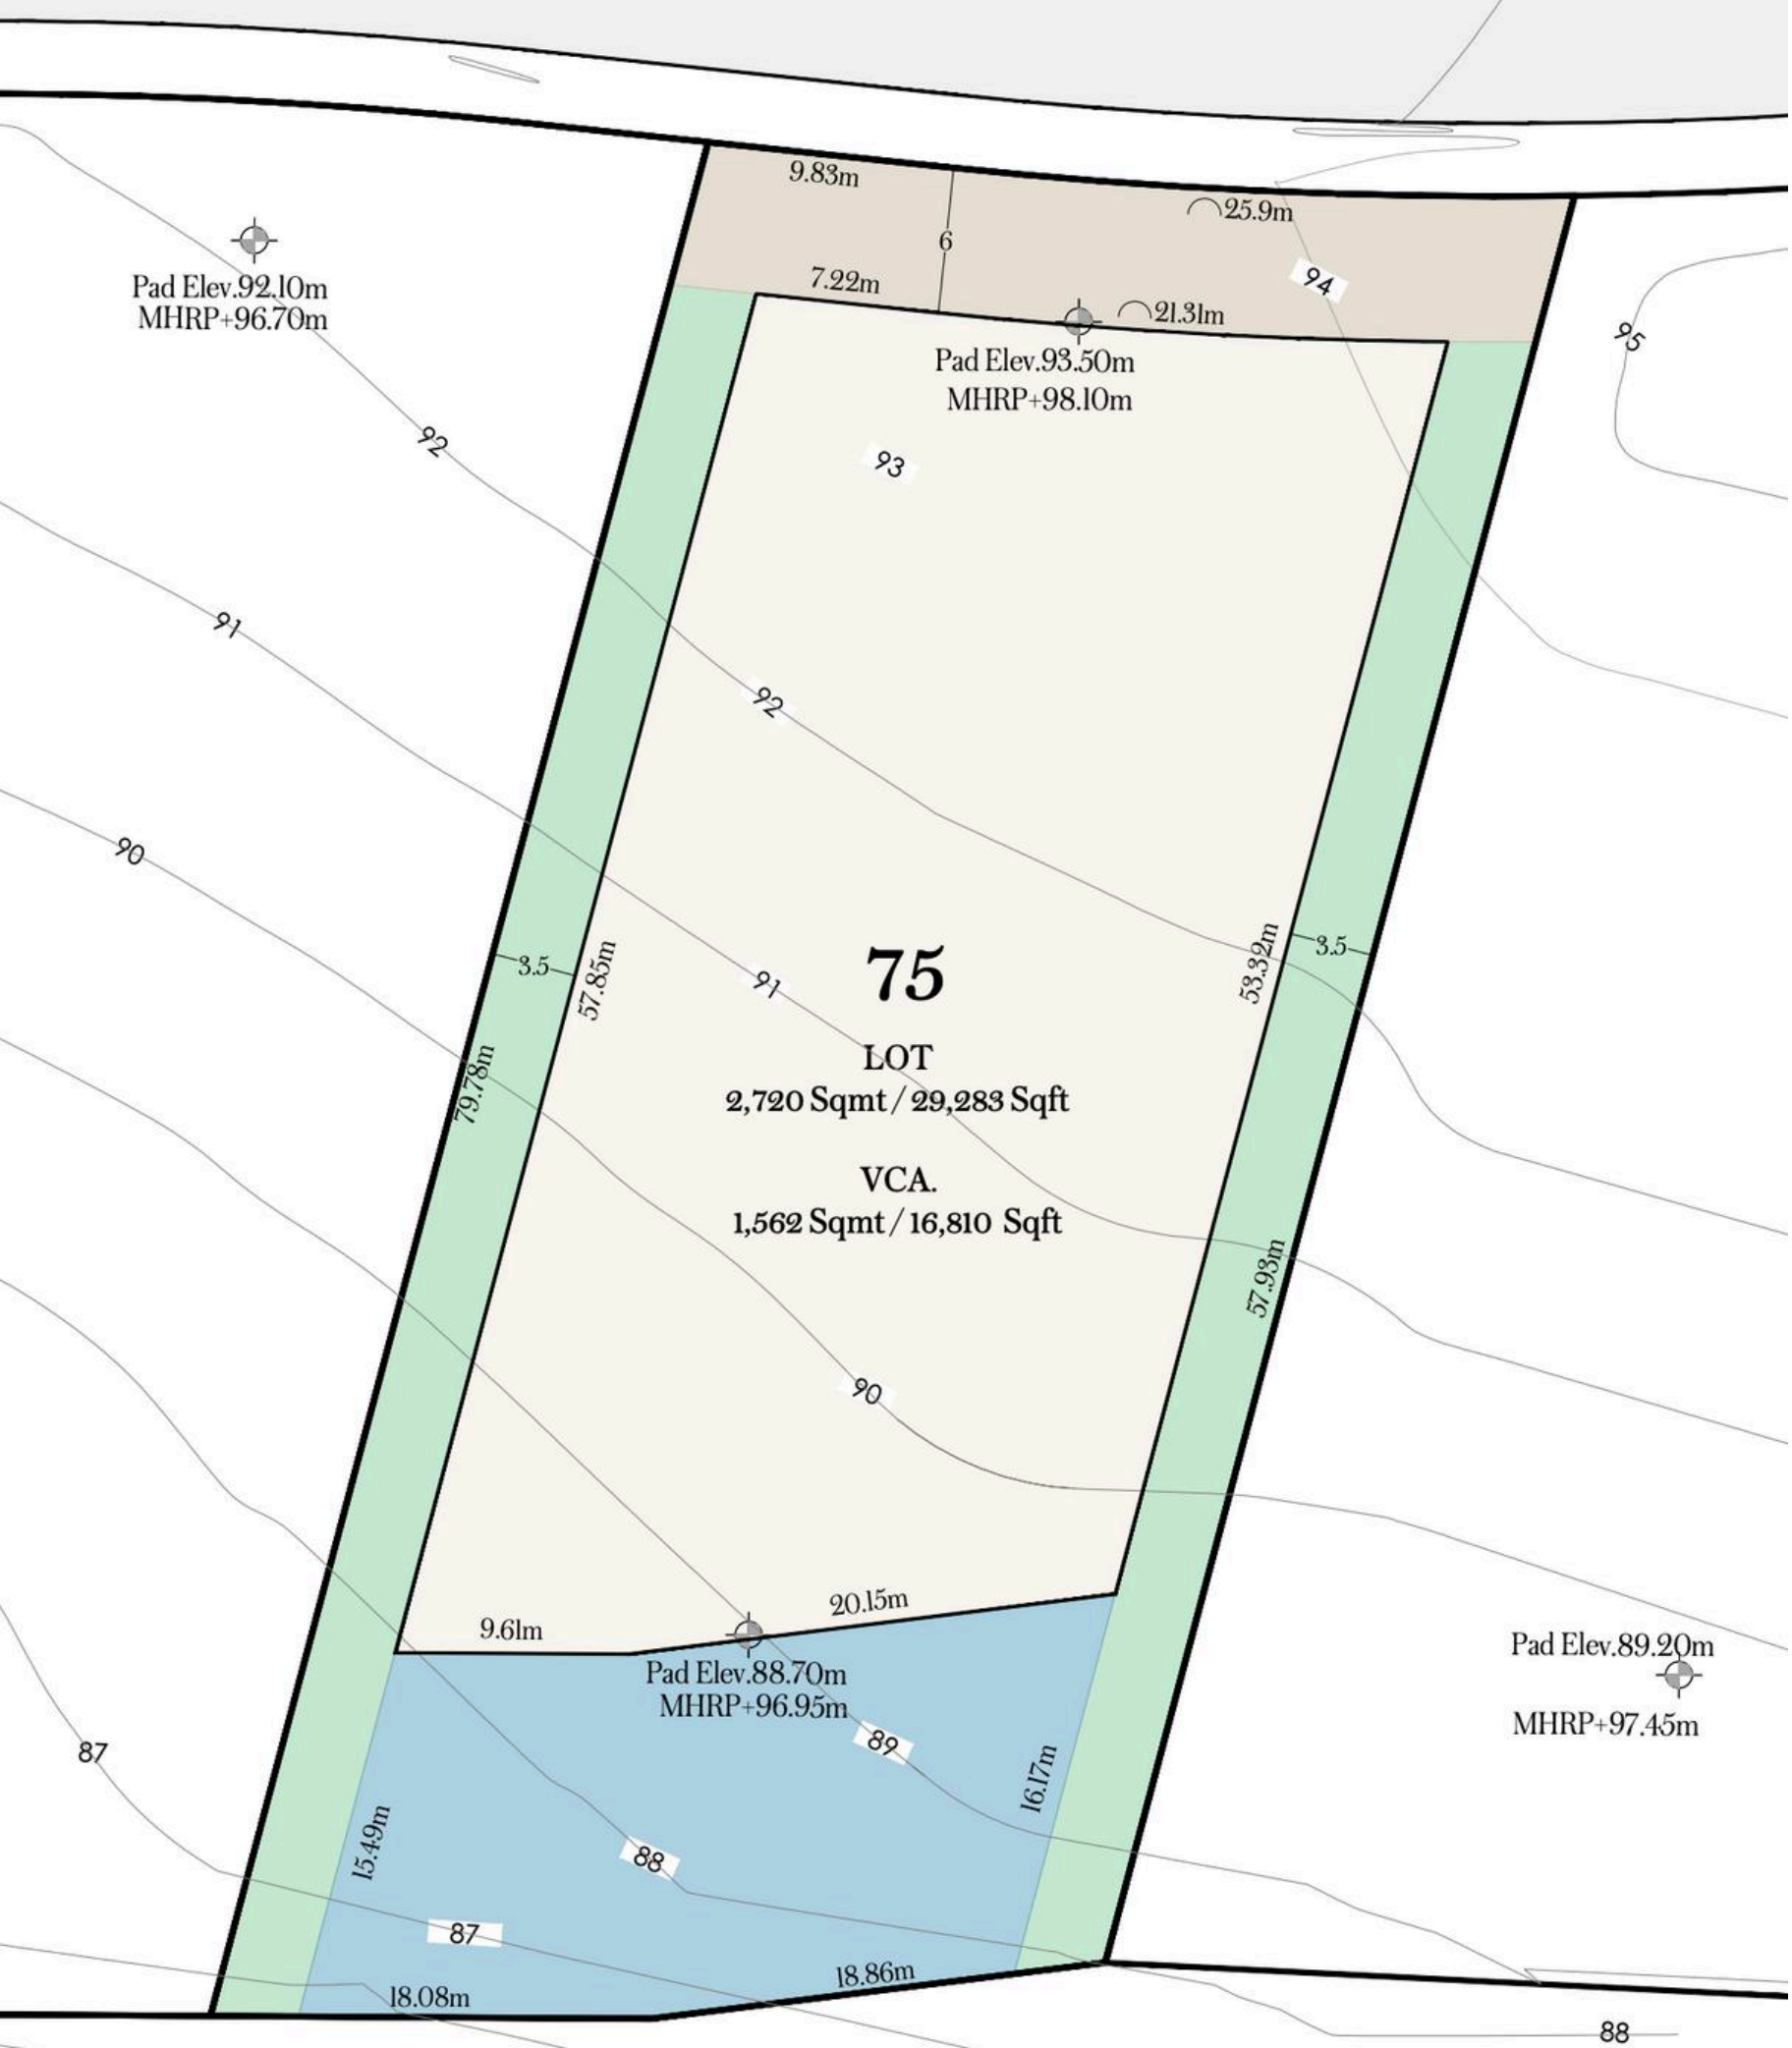 9.83m
25.9m
6
7.22m
21.31m
94
Pad Elev.92.10m
MHRP+96.70m
Pad Elev.93.50m
MHRP+98.10m
95
92
93
91
92
90
75
3.5
57.85m
53.32m
3.5
91
LOT
2,720 Sqmt / 29,283 Sqft
79.78m
VCA.
1,562 Sqmt / 16,810 Sqft
57.93m
90
9.61m
20.15m
Pad Elev.88.70m
MHRP+96.95m
Pad Elev.89.20m
MHRP+97.45m
89
87
16.17m
15.49m
88
87
18.08m
18.86m
88